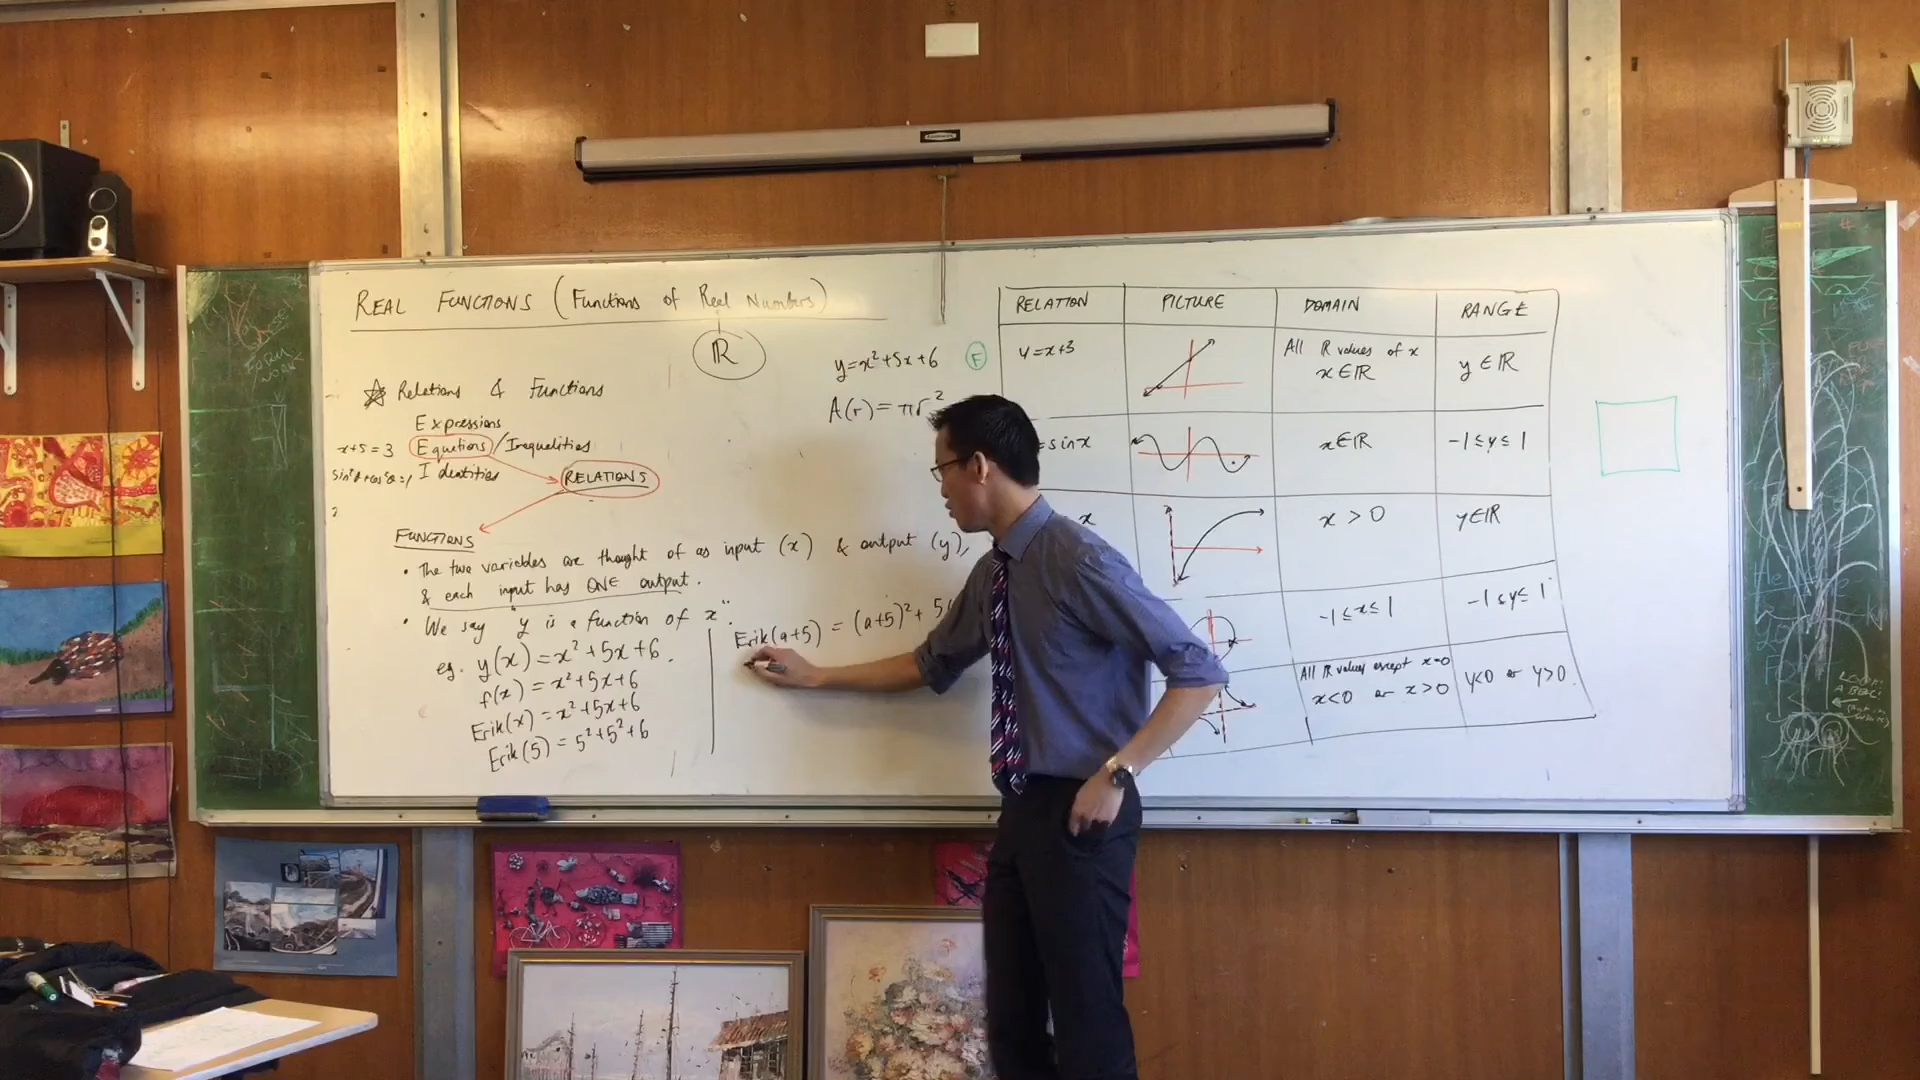 REAL FUNCTIONS (Functions of Real Numbers)
ℝ
Relations & Functions
Expressions
x+5=3 Equations/Inequalities
sin²θ+cos²θ=1 Identities
RELATIONS
FUNCTIONS
• The two variables are thought of as input (x) & output (y),
& each input has ONE output.
• We say "y is a function of x".
eg. y(x) = x²+5x+6.
f(x) = x²+5x+6
Erik(x) = x²+5x+6
Erik(5) = 5²+5²+6
Erik(a+5) = (a+5)² + 5(
y=x²+5x+6
A(r)=πr²
F
RELATION PICTURE DOMAIN RANGE
y=x+3 All ℝ values of x
x∈ℝ y∈ℝ
=sinx x∈ℝ -1≤y≤1
x x>0 y∈ℝ
-1≤x≤1 -1≤y≤1
All ℝ values except x=0
x<0 or x>0 y<0 or y>0.